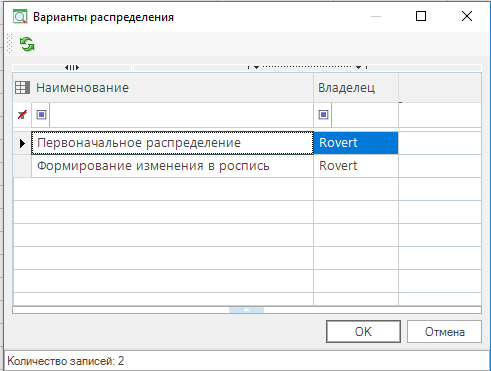 Варианты распределения
Наименование Владелец
Первоначальное распределение Rovert
Формирование изменения в роспись Rovert
OK Отмена
Количество записей: 2